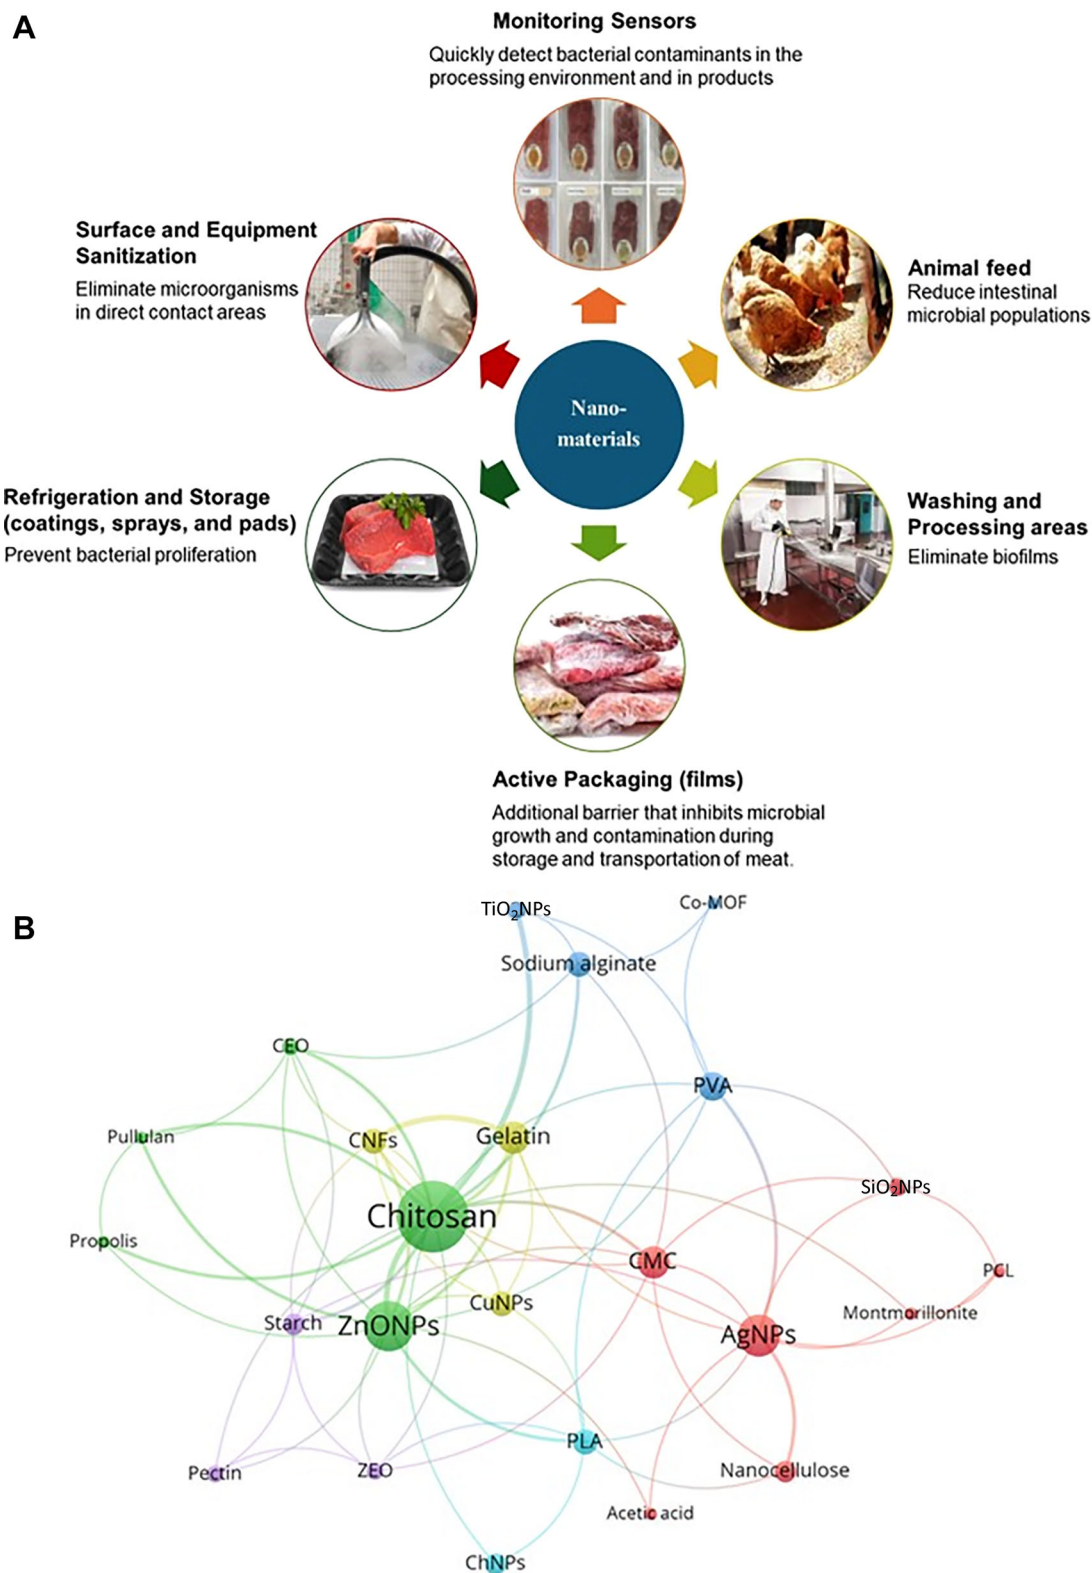 A
Monitoring Sensors
Quickly detect bacterial contaminants in the
processing environment and in products
Surface and Equipment
Sanitization
Eliminate microorganisms
in direct contact areas
Animal feed
Reduce intestinal
microbial populations
Nano-
materials
Refrigeration and Storage
(coatings, sprays, and pads)
Prevent bacterial proliferation
Washing and
Processing areas
Eliminate biofilms
Active Packaging (films)
Additional barrier that inhibits microbial
growth and contamination during
storage and transportation of meat.
B
TiO₂NPs
Co-MOF
Sodium alginate
CEO
PVA
Pullulan
CNFs
Gelatin
SiO₂NPs
Chitosan
Propolis
CMC
PCL
CuNPs
Montmorillonite
Starch
ZnONPs
AgNPs
PLA
Pectin
ZEO
Nanocellulose
Acetic acid
ChNPs